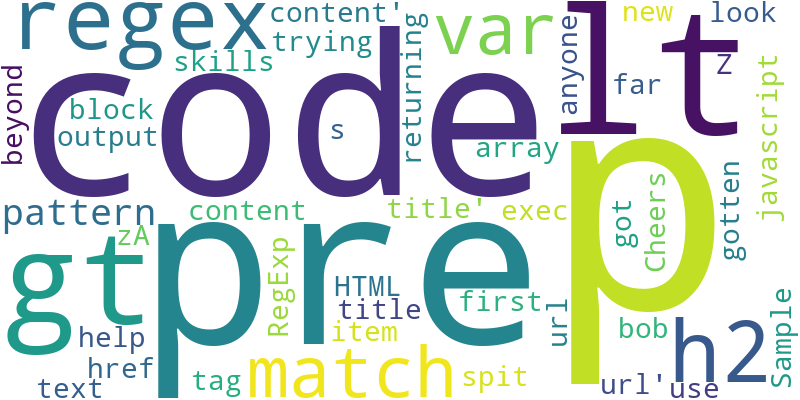 regex
content'
trying
skills
returning
var
anyone
lt
new
look
far
Z
beyond
block
output
code
s
array
javascript
pattern
zA
content
title'
exec
p
got
Cheers
gotten
gt
pre
RegExp
HTML
title
item
first
url
bob
h2
Sample
help
href
text
tag
match
spit
url'
use